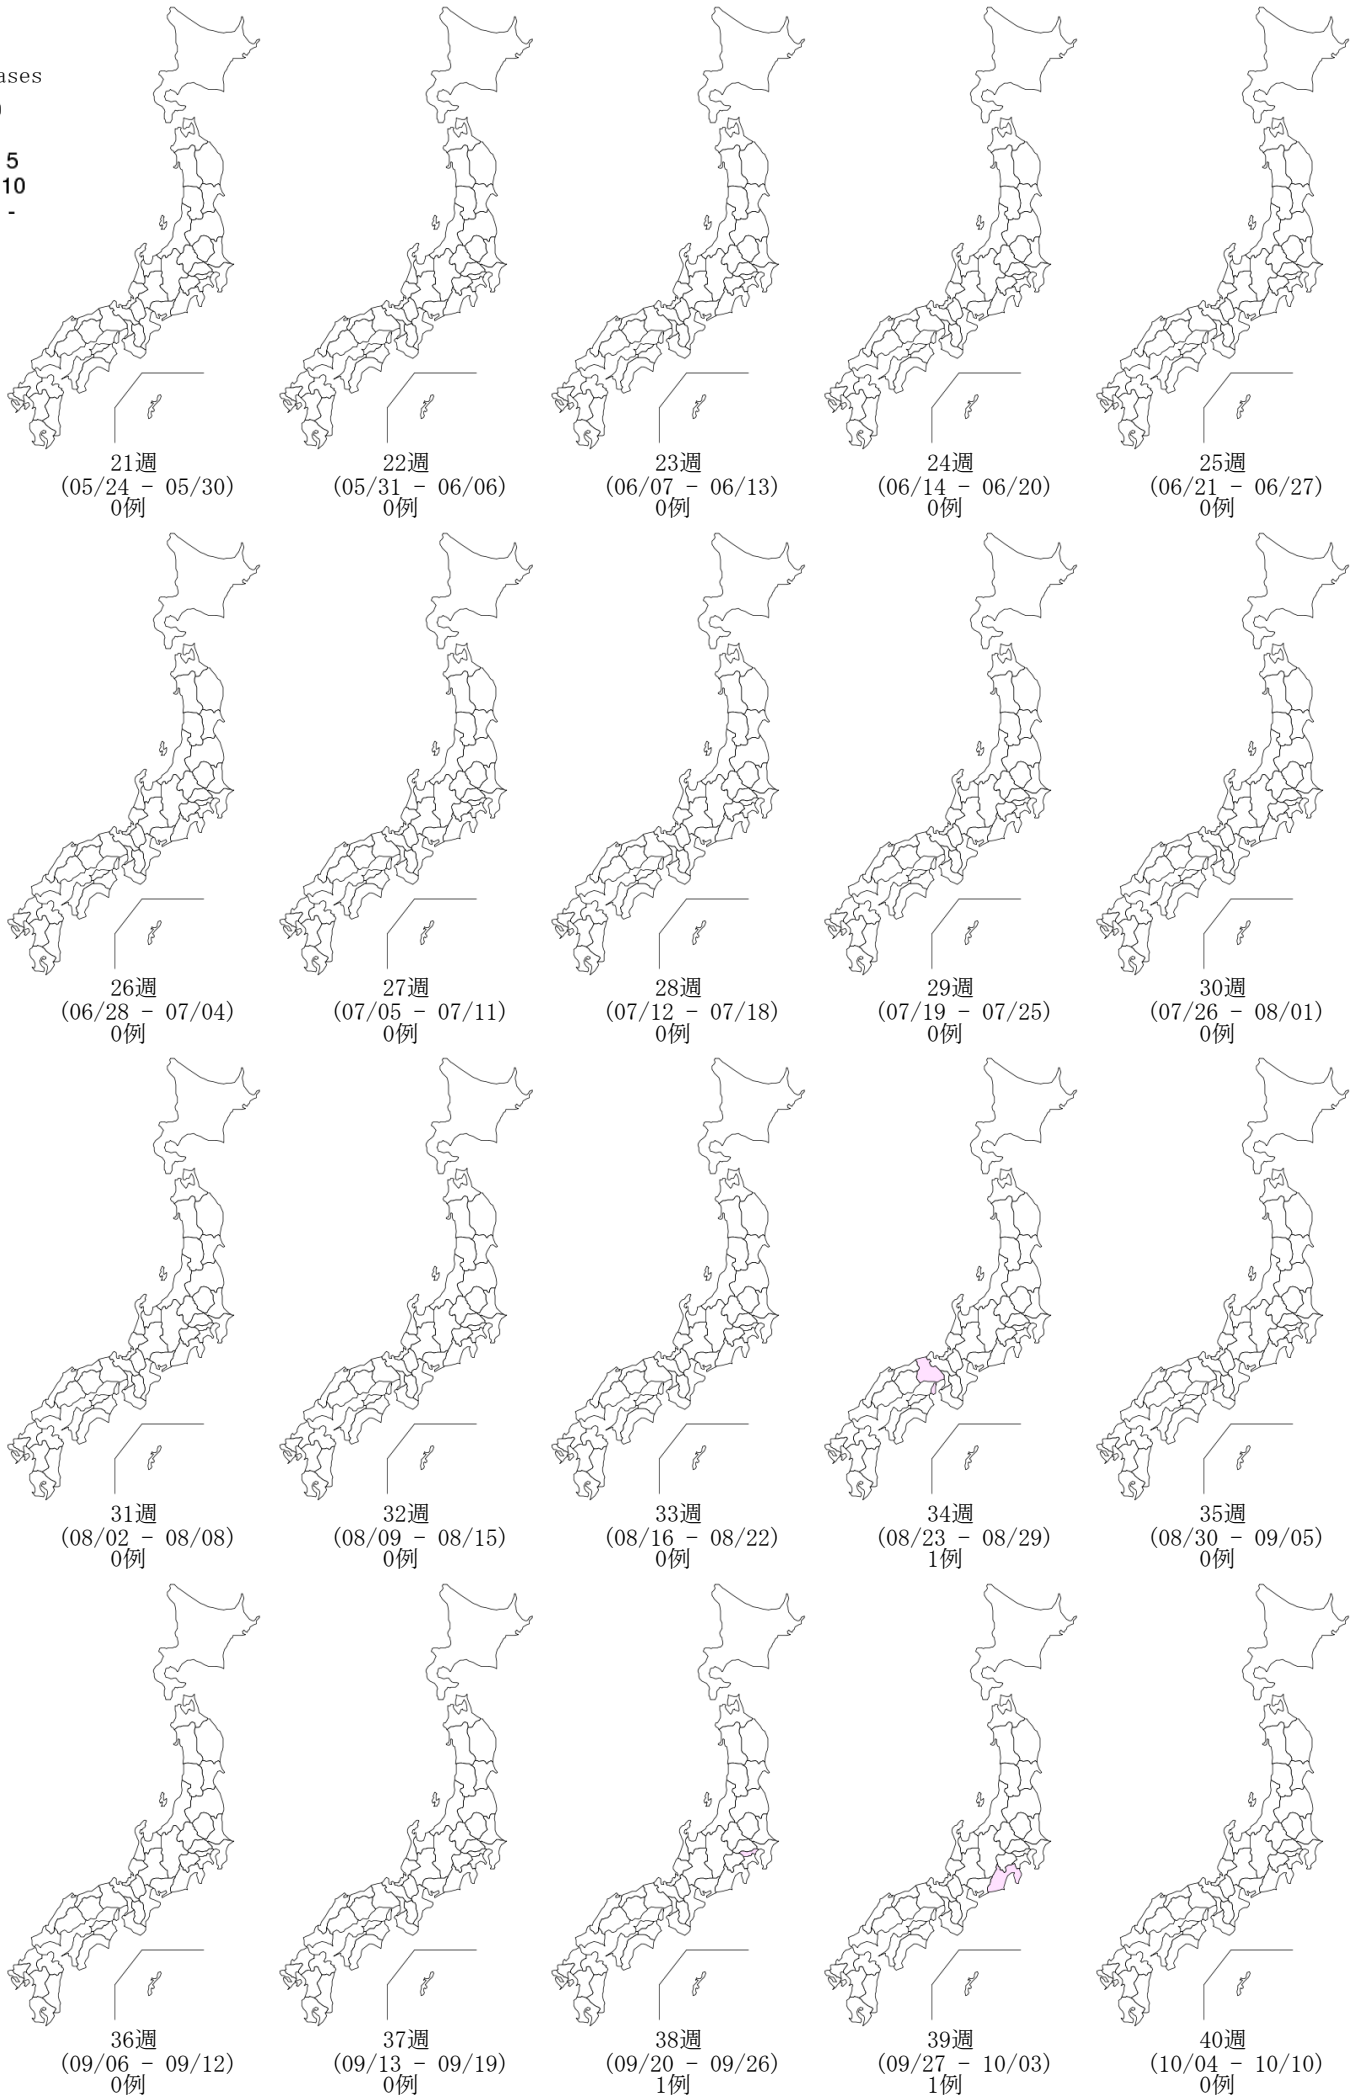 ases
5
10
-
21週
(05/24 - 05/30)
0例
22週
(05/31 - 06/06)
0例
23週
(06/07 - 06/13)
0例
24週
(06/14 - 06/20)
0例
25週
(06/21 - 06/27)
0例
26週
(06/28 - 07/04)
0例
27週
(07/05 - 07/11)
0例
28週
(07/12 - 07/18)
0例
29週
(07/19 - 07/25)
0例
30週
(07/26 - 08/01)
0例
31週
(08/02 - 08/08)
0例
32週
(08/09 - 08/15)
0例
33週
(08/16 - 08/22)
0例
34週
(08/23 - 08/29)
1例
35週
(08/30 - 09/05)
0例
36週
(09/06 - 09/12)
0例
37週
(09/13 - 09/19)
0例
38週
(09/20 - 09/26)
1例
39週
(09/27 - 10/03)
1例
40週
(10/04 - 10/10)
0例